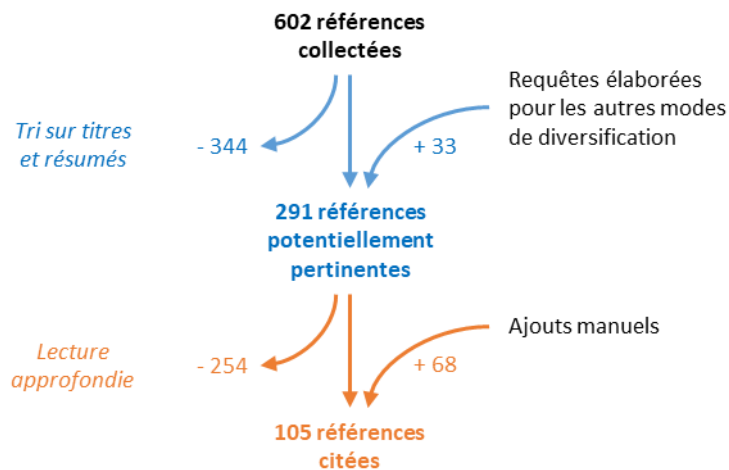 602 références
collectées
Requêtes élaborées
pour les autres modes
de diversification
Tri sur titres
et résumés
- 344
+ 33
291 références
potentiellement
pertinentes
Ajouts manuels
Lecture
approfondie
- 254
+ 68
105 références
citées